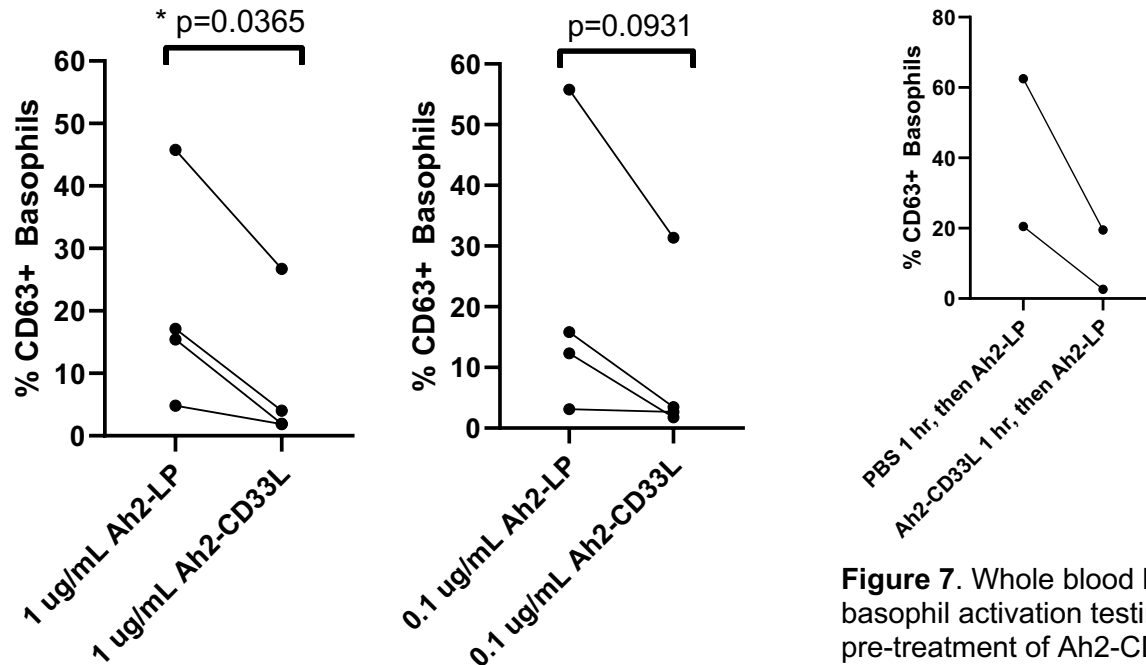 * p=0.0365
60
50
40
30
20
10
0
% CD63+ Basophils
1 ug/mL Ah2-LP
1 ug/mL Ah2-CD33L
p=0.0931
60
50
40
30
20
10
0
% CD63+ Basophils
0.1 ug/mL Ah2-LP
0.1 ug/mL Ah2-CD33L
80
60
40
20
0
% CD63+ Basophils
PBS 1 hr, then Ah2-LP
Ah2-CD33L 1 hr, then Ah2-LP
Figure 7. Whole blood
basophil activation testi
pre-treatment of Ah2-C